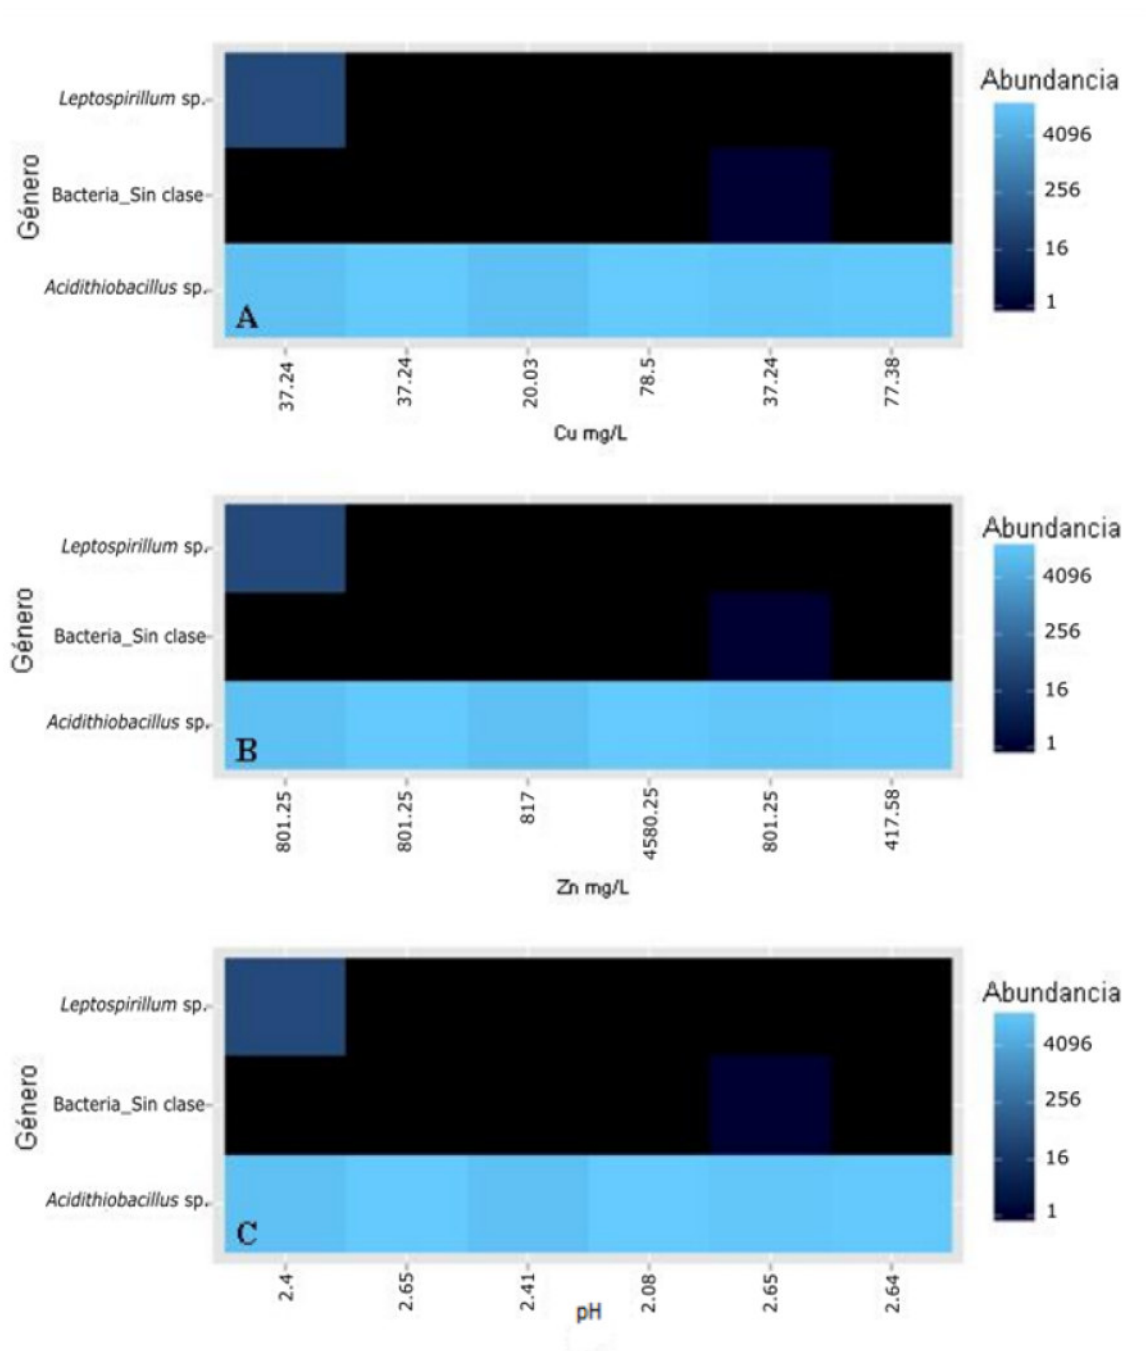 Abundancia
Leptospirillum sp.
4096
Género
Bacteria_Sin clase
256
16
Acidithiobacillus sp.
A
1
37.24 37.24 20.03 78.5 37.24 77.38
Cu mg/L
Abundancia
Leptospirillum sp.
4096
Género
Bacteria_Sin clase
256
16
Acidithiobacillus sp.
B
1
801.25 801.25 817 4580.25 801.25 417.58
Zn mg/L
Abundancia
Leptospirillum sp.
4096
Género
Bacteria_Sin clase
256
16
Acidithiobacillus sp.
C
1
2.4 2.65 2.41 2.08 2.65 2.64
pH